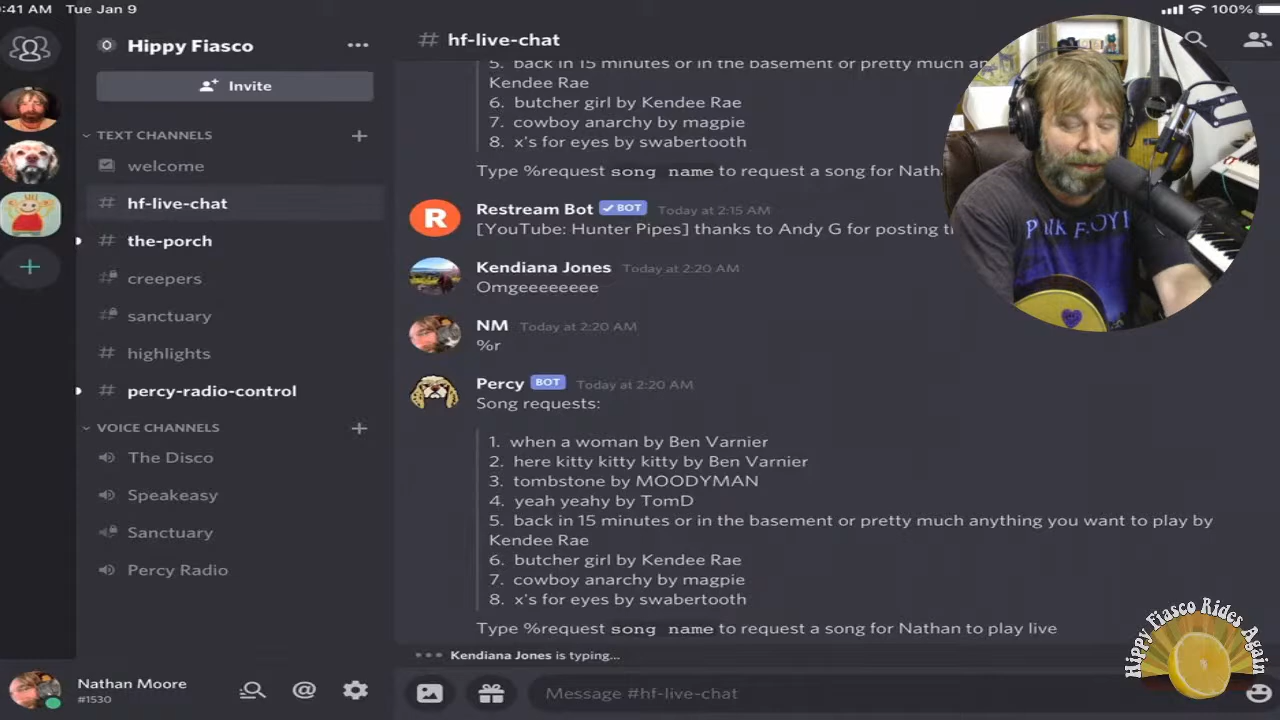 :41 AM Tue Jan 9
100%
Hippy Fiasco
Invite
TEXT CHANNELS
welcome
hf-live-chat
the-porch
creepers
sanctuary
highlights
percy-radio-control
VOICE CHANNELS
The Disco
Speakeasy
Sanctuary
Percy Radio
Nathan Moore
#1530
# hf-live-chat
5. back in 15 minutes or in the basement or pretty much
Kendee Rae
6. butcher girl by Kendee Rae
7. cowboy anarchy by magpie
8. x's for eyes by swabertooth
Type %request song name to request a song for
R
Restream Bot BOT Today at 2:15 AM
[YouTube: Hunter Pipes] thanks to Andy G for posting
Kendiana Jones Today at 2:20 AM
Omgeeeeeeee
NM Today at 2:20 AM
%r
Percy BOT Today at 2:20 AM
Song requests:
1. when a woman by Ben Varnier
2. here kitty kitty kitty by Ben Varnier
3. tombstone by MOODYMAN
4. yeah yeahy by TomD
5. back in 15 minutes or in the basement or pretty much anything you want to play by
Kendee Rae
6. butcher girl by Kendee Rae
7. cowboy anarchy by magpie
8. x's for eyes by swabertooth
Type %request song name to request a song for Nathan to play live
Kendiana Jones is typing...
Message #hf-live-chat
PINK FLOYD
Hippy Fiasco Rides Again